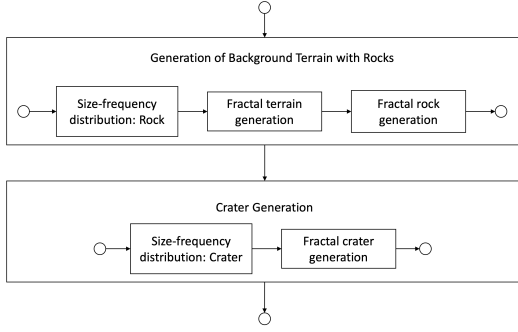 Generation of Background Terrain with Rocks
Size-frequency
distribution: Rock
Fractal terrain
generation
Fractal rock
generation
Crater Generation
Size-frequency
distribution: Crater
Fractal crater
generation